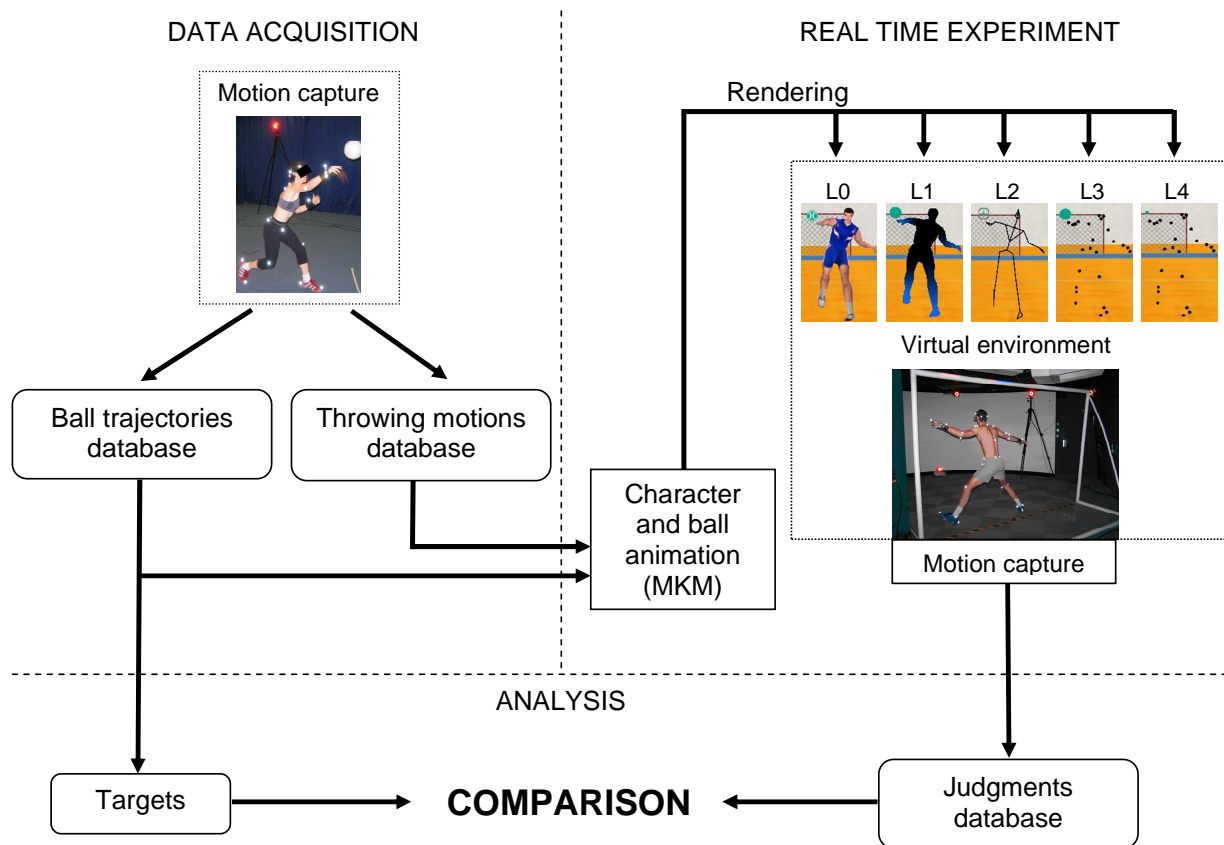 DATA ACQUISITION
REAL TIME EXPERIMENT
Motion capture
Rendering
L0 L1 L2 L3 L4
Virtual environment
Ball trajectories
database
Throwing motions
database
Character
and ball
animation
(MKM)
Motion capture
ANALYSIS
Targets
COMPARISON
Judgments
database